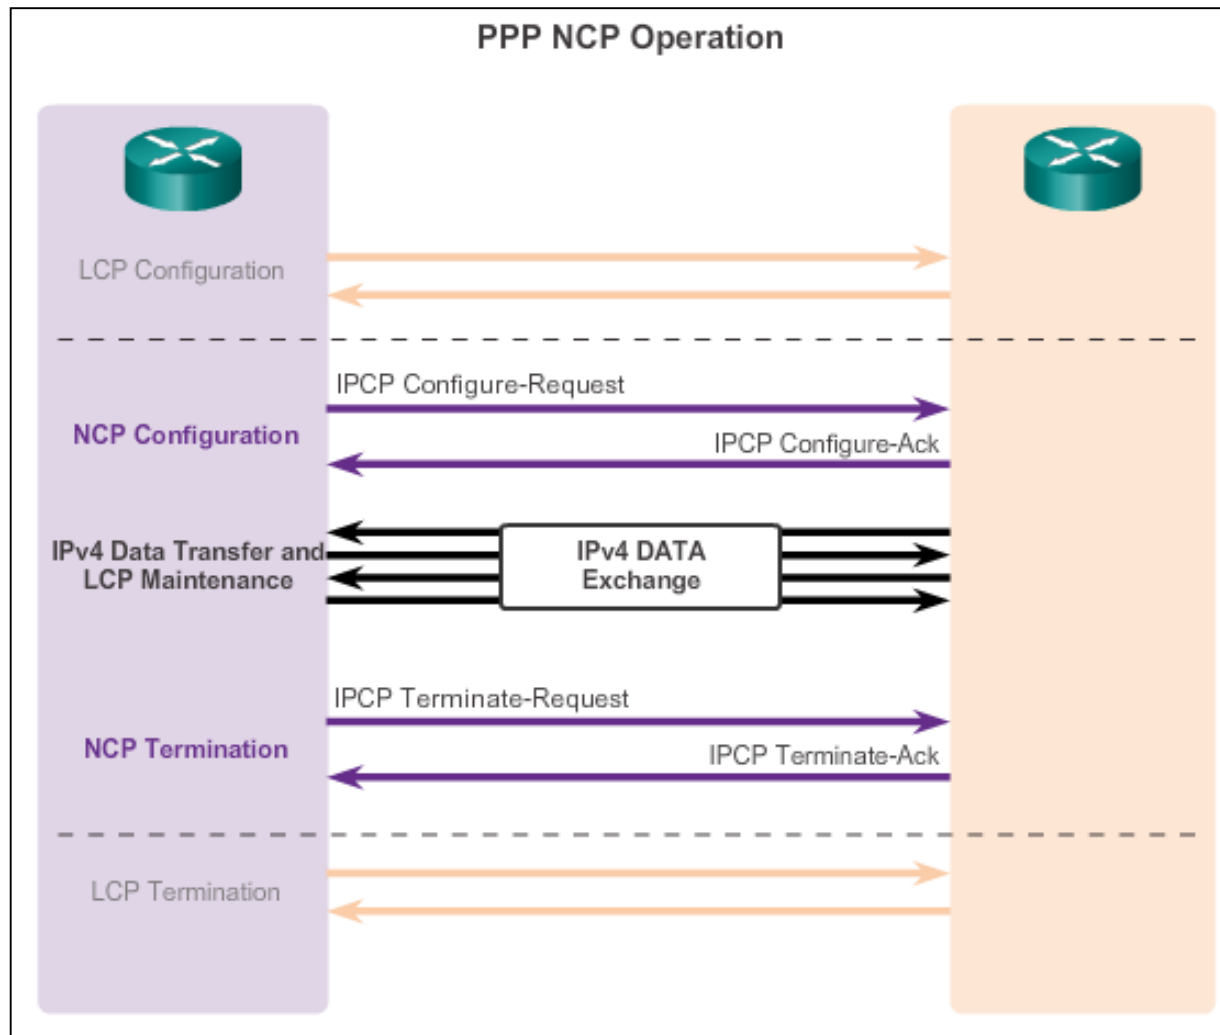 PPP NCP Operation
LCP Configuration
IPCP Configure-Request
NCP Configuration
IPCP Configure-Ack
IPv4 Data Transfer and
LCP Maintenance
IPv4 DATA
Exchange
IPCP Terminate-Request
NCP Termination
IPCP Terminate-Ack
LCP Termination